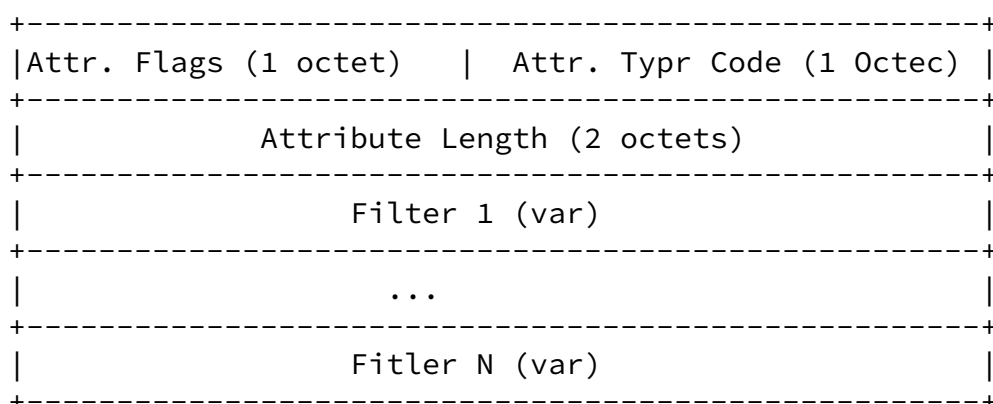 +-----------------------------------------------------+
|Attr. Flags (1 octet)   |  Attr. Typr Code (1 Octec) |
+-----------------------------------------------------+
|             Attribute Length (2 octets)             |
+-----------------------------------------------------+
|                  Filter 1 (var)                     |
+-----------------------------------------------------+
|                    ...                              |
+-----------------------------------------------------+
|                  Fitler N (var)                     |
+-----------------------------------------------------+